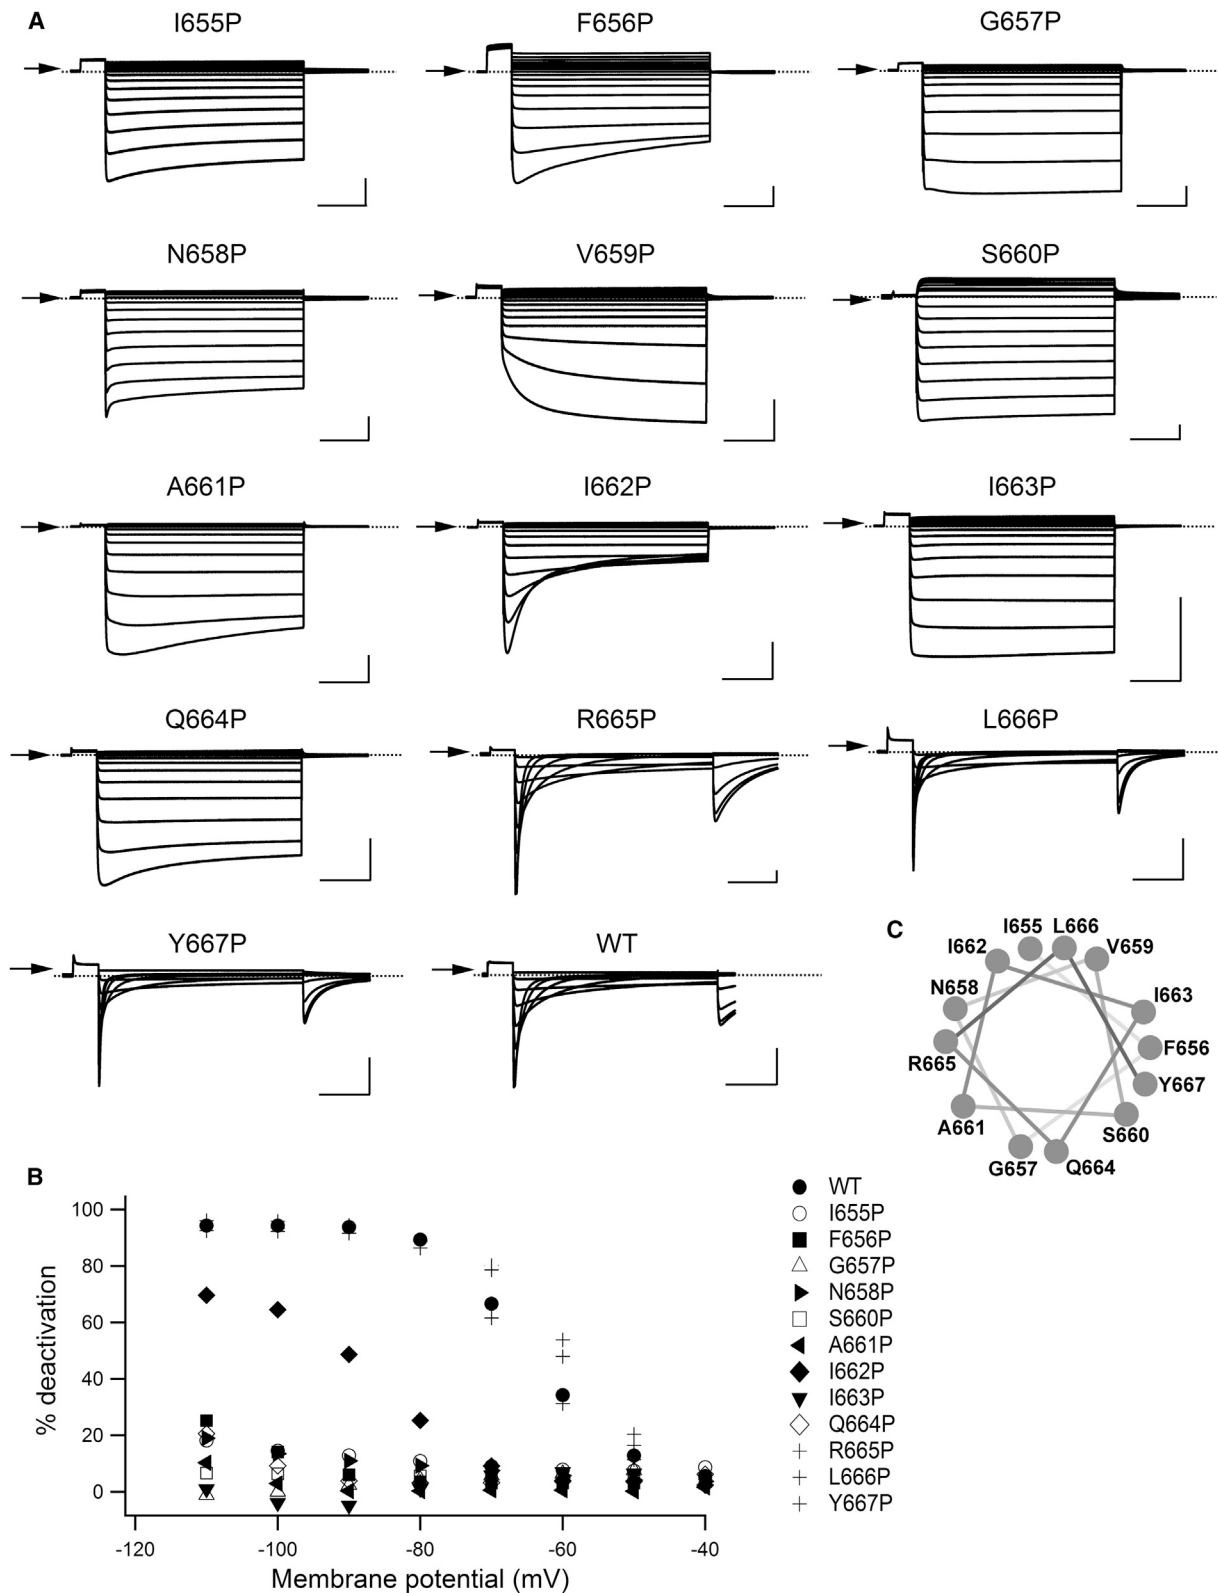 A
I655P
F656P
G657P
N658P
V659P
S660P
A661P
I662P
I663P
Q664P
R665P
L666P
Y667P
WT
C
I655
L666
I662
V659
N658
I663
R665
F656
Y667
A661
S660
G657
Q664
B
% deactivation
100
80
60
40
20
0
-120
-100
-80
-60
-40
Membrane potential (mV)
WT
I655P
F656P
G657P
N658P
S660P
A661P
I662P
I663P
Q664P
R665P
L666P
Y667P